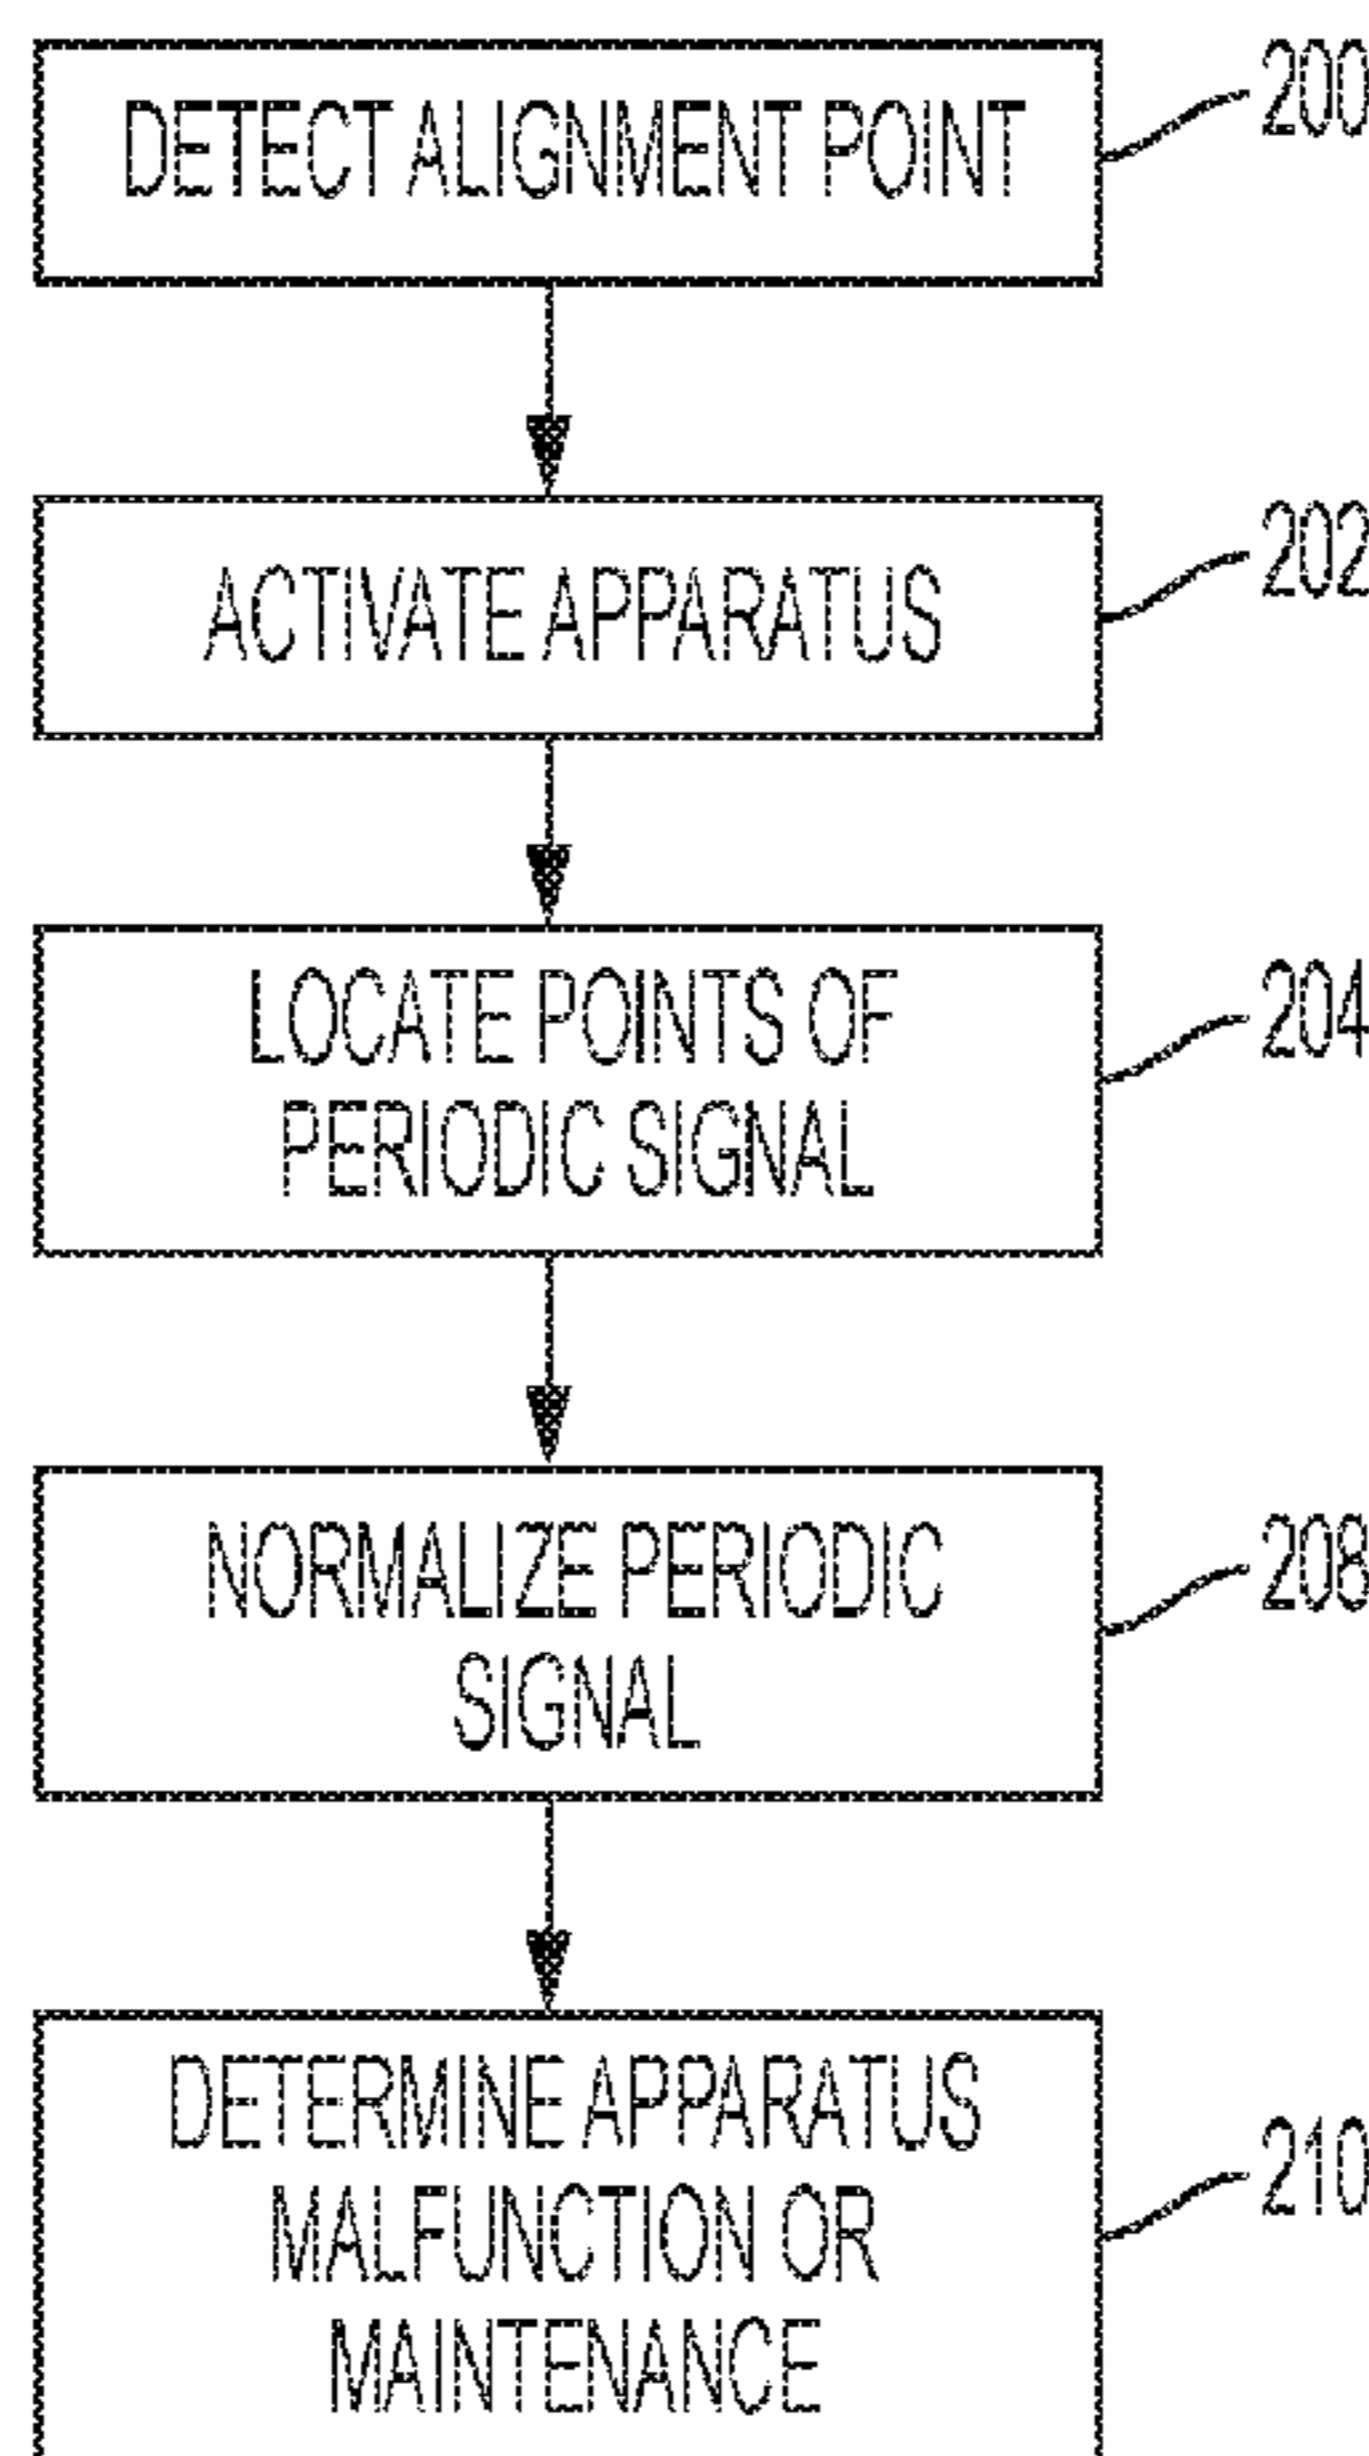 DETECT ALIGNMENT POINT
200
ACTIVATE APPARATUS
202
LOCATE POINTS OF
PERIODIC SIGNAL
204
NORMALIZE PERIODIC
SIGNAL
208
DETERMINE APPARATUS
MALFUNCTION OR
MAINTENANCE
210